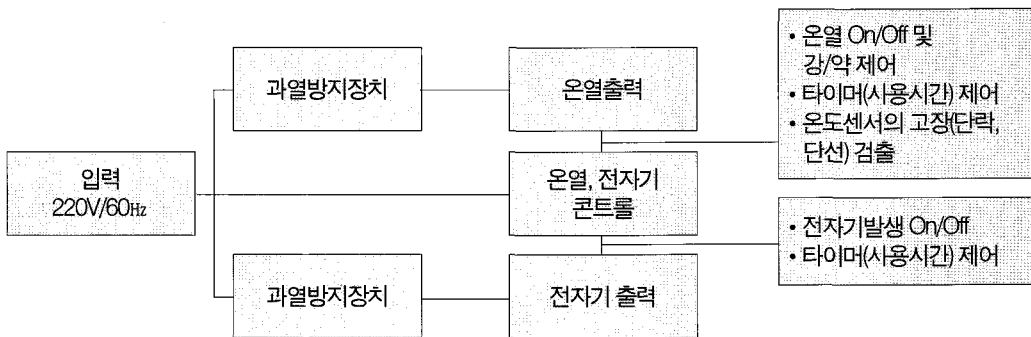 입력
220V/60Hz
과열방지장치
온열출력
온열, 전자기
콘트롤
과열방지장치
전자기 출력
• 온열 On/Off 및
강/약 제어
• 타이머(사용시간) 제어
• 온도센서의 고장(단락,
단선) 검출
• 전자기발생 On/Off
• 타이머(사용시간) 제어